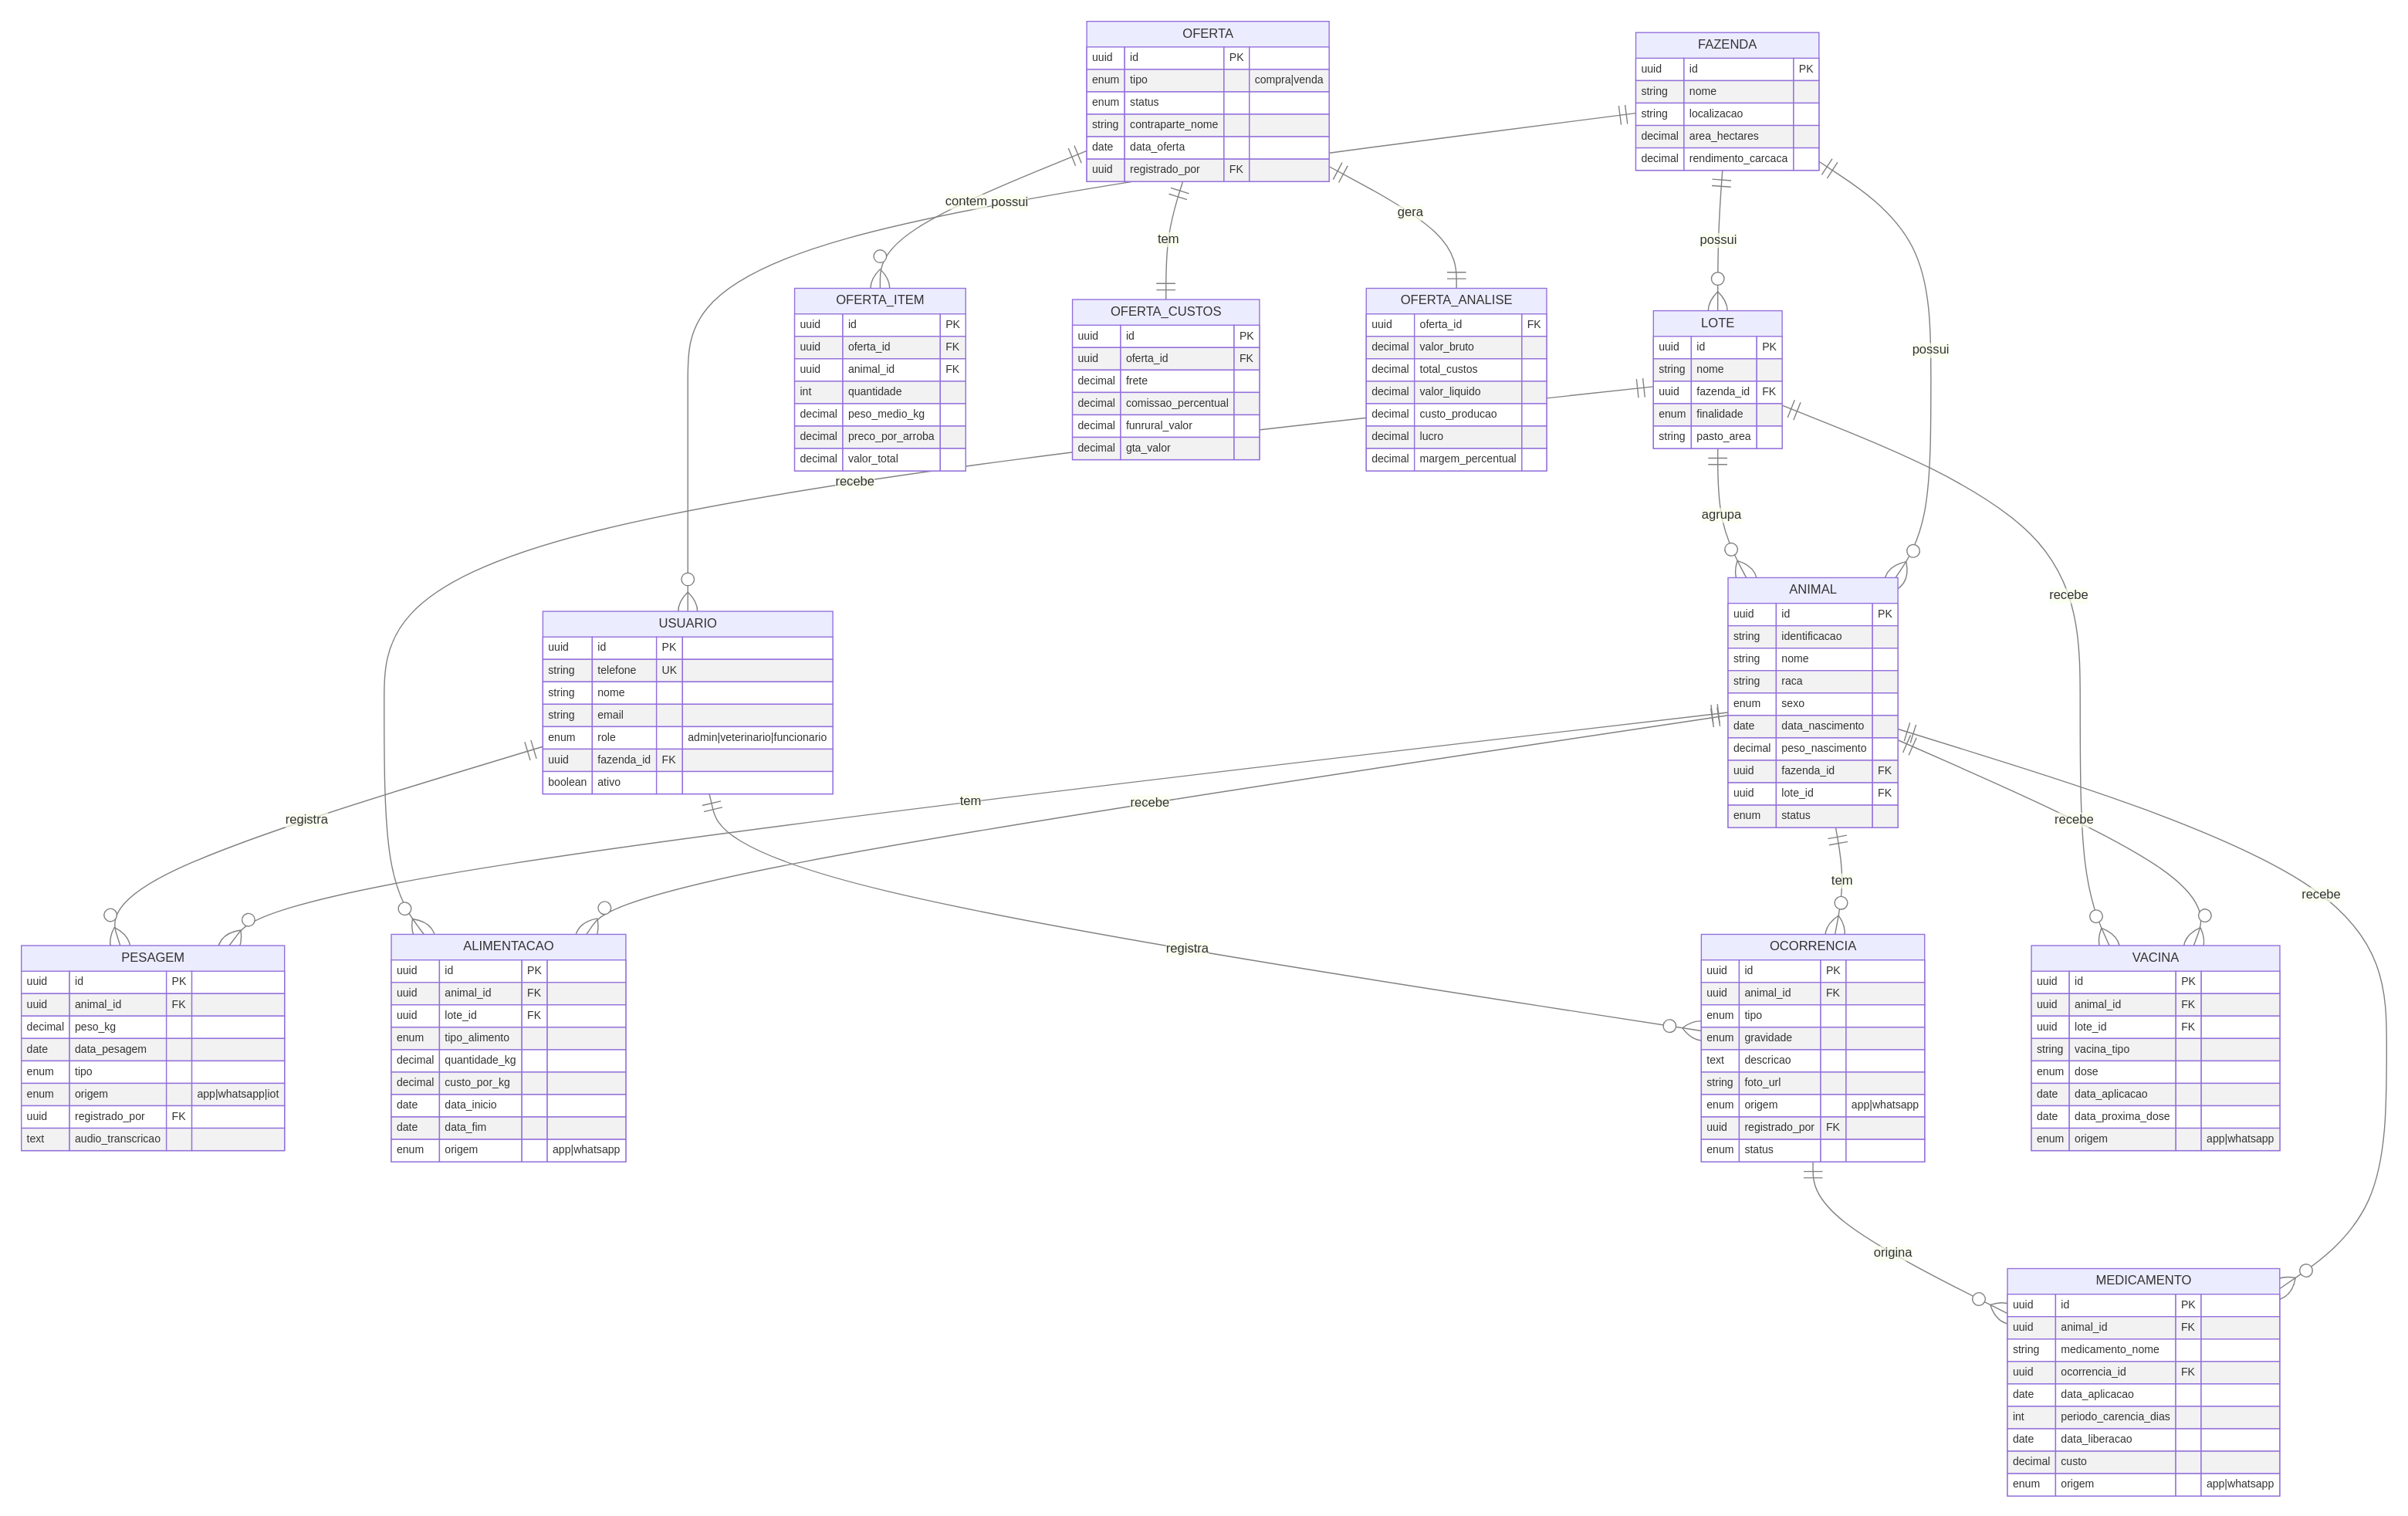 OFERTA
uuid id PK
enum tipo compra|venda
enum status
string contraparte_nome
date data_oferta
uuid registrado_por FK
FAZENDA
uuid id PK
string nome
string localizacao
decimal area_hectares
decimal rendimento_carcaca
contem
possui
tem
gera
possui
possui
OFERTA_ITEM
uuid id PK
uuid oferta_id FK
uuid animal_id FK
int quantidade
decimal peso_medio_kg
decimal preco_por_arroba
decimal valor_total
OFERTA_CUSTOS
uuid id PK
uuid oferta_id FK
decimal frete
decimal comissao_percentual
decimal funrural_valor
decimal gta_valor
OFERTA_ANALISE
uuid oferta_id FK
decimal valor_bruto
decimal total_custos
decimal valor_liquido
decimal custo_producao
decimal lucro
decimal margem_percentual
LOTE
uuid id PK
string nome
uuid fazenda_id FK
enum finalidade
string pasto_area
recebe
agrupa
recebe
USUARIO
uuid id PK
string telefone UK
string nome
string email
enum role admin|veterinario|funcionario
uuid fazenda_id FK
boolean ativo
ANIMAL
uuid id PK
string identificacao
string nome
string raca
enum sexo
date data_nascimento
decimal peso_nascimento
uuid fazenda_id FK
uuid lote_id FK
enum status
registra
tem
recebe
recebe
tem
recebe
registra
PESAGEM
uuid id PK
uuid animal_id FK
decimal peso_kg
date data_pesagem
enum tipo
enum origem app|whatsapp|iot
uuid registrado_por FK
text audio_transcricao
ALIMENTACAO
uuid id PK
uuid animal_id FK
uuid lote_id FK
enum tipo_alimento
decimal quantidade_kg
decimal custo_por_kg
date data_inicio
date data_fim
enum origem app|whatsapp
OCORRENCIA
uuid id PK
uuid animal_id FK
enum tipo
enum gravidade
text descricao
string foto_url
enum origem app|whatsapp
uuid registrado_por FK
enum status
VACINA
uuid id PK
uuid animal_id FK
uuid lote_id FK
string vacina_tipo
enum dose
date data_aplicacao
date data_proxima_dose
enum origem app|whatsapp
origina
MEDICAMENTO
uuid id PK
uuid animal_id FK
string medicamento_nome
uuid ocorrencia_id FK
date data_aplicacao
int periodo_carencia_dias
date data_liberacao
decimal custo
enum origem app|whatsapp